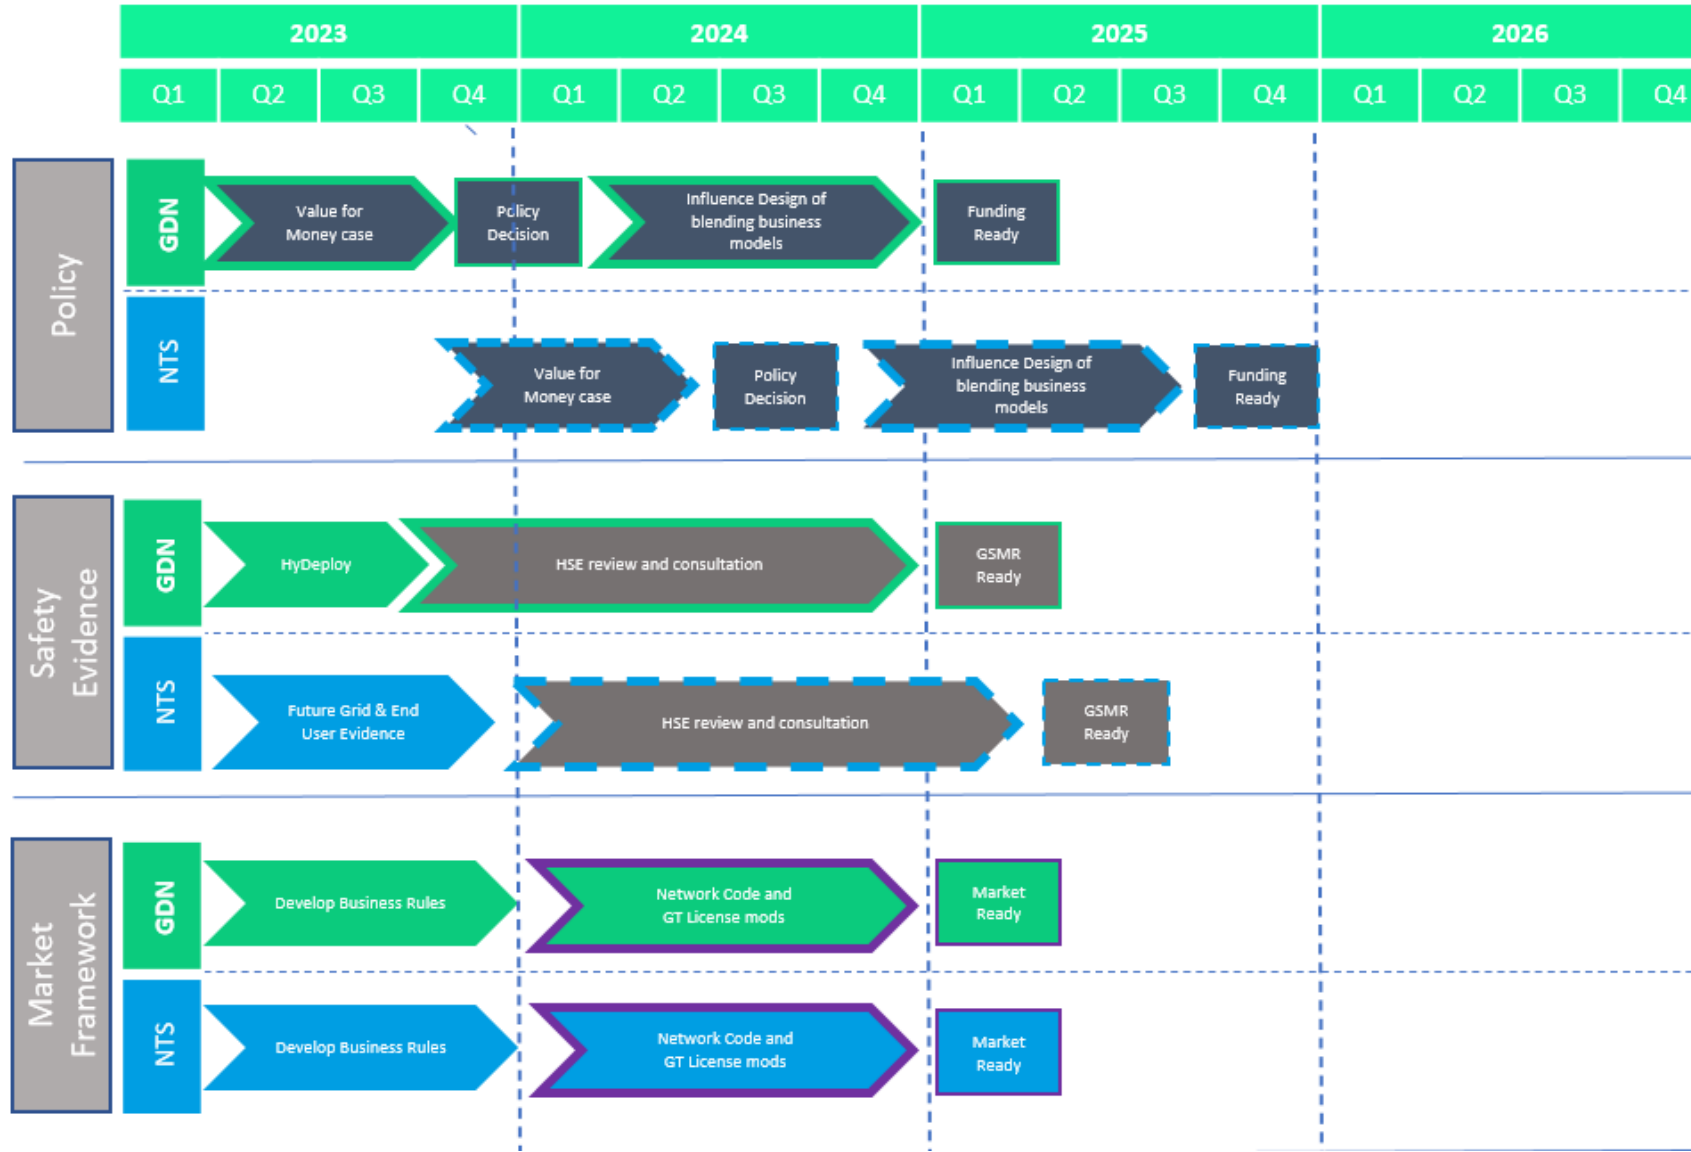 2023 2024 2025 2026
Q1 Q2 Q3 Q4 Q1 Q2 Q3 Q4 Q1 Q2 Q3 Q4 Q1 Q2 Q3 Q4
Policy
GDN
Value for
Money case
Policy
Decision
Influence Design of
blending business
models
Funding
Ready
NTS
Value for
Money case
Policy
Decision
Influence Design of
blending business
models
Funding
Ready
Safety
Evidence
GDN
HyDeploy
HSE review and consultation
GSMR
Ready
NTS
Future Grid & End
User Evidence
HSE review and consultation
GSMR
Ready
Market
Framework
GDN
Develop Business Rules
Network Code and
GT License mods
Market
Ready
NTS
Develop Business Rules
Network Code and
GT License mods
Market
Ready